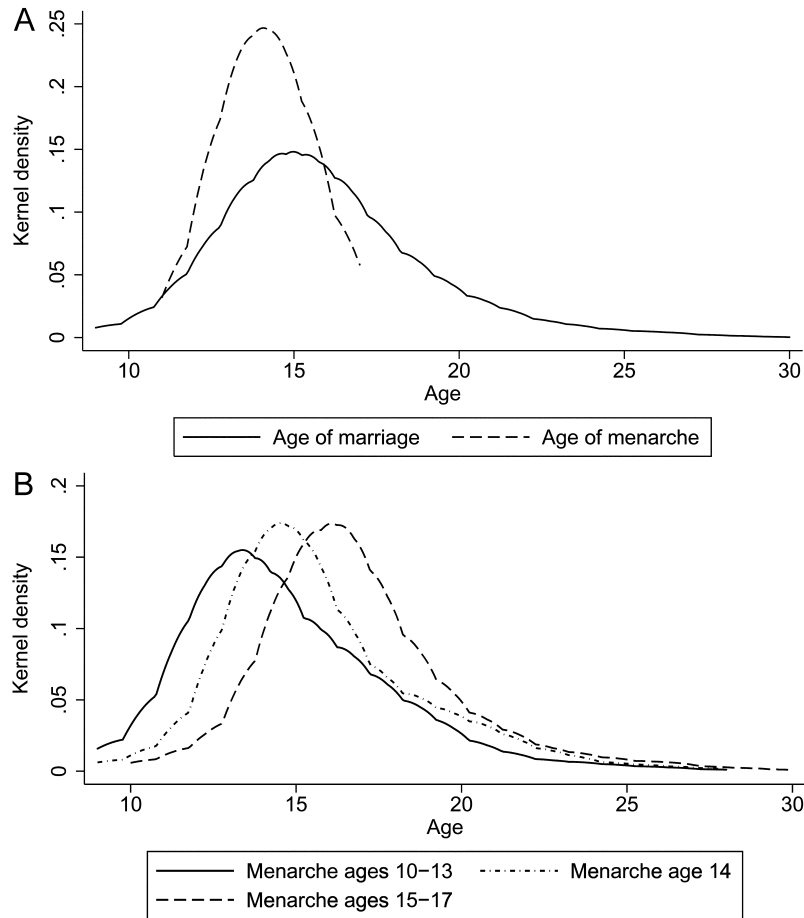 A
.25
.2
.15
.1
.05
0
Kernel density
10 15 20 25 30
Age
Age of marriage Age of menarche
B
.2
.15
.1
.05
0
Kernel density
10 15 20 25 30
Age
Menarche ages 10−13 Menarche age 14
Menarche ages 15−17